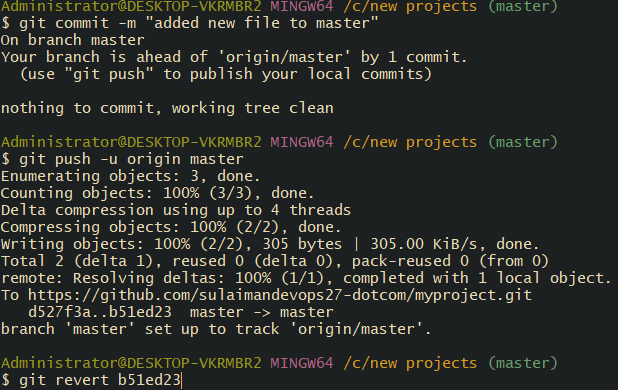 Administrator@DESKTOP-VKRMBR2 MINGW64 /c/new projects (master)
$ git commit -m "added new file to master"
On branch master
Your branch is ahead of 'origin/master' by 1 commit.
  (use "git push" to publish your local commits)

nothing to commit, working tree clean

Administrator@DESKTOP-VKRMBR2 MINGW64 /c/new projects (master)
$ git push -u origin master
Enumerating objects: 3, done.
Counting objects: 100% (3/3), done.
Delta compression using up to 4 threads
Compressing objects: 100% (2/2), done.
Writing objects: 100% (2/2), 305 bytes | 305.00 KiB/s, done.
Total 2 (delta 1), reused 0 (delta 0), pack-reused 0 (from 0)
remote: Resolving deltas: 100% (1/1), completed with 1 local object.
To https://github.com/sulaimandevops27-dotcom/myproject.git
   d527f3a..b51ed23  master -> master
branch 'master' set up to track 'origin/master'.

Administrator@DESKTOP-VKRMBR2 MINGW64 /c/new projects (master)
$ git revert b51ed23